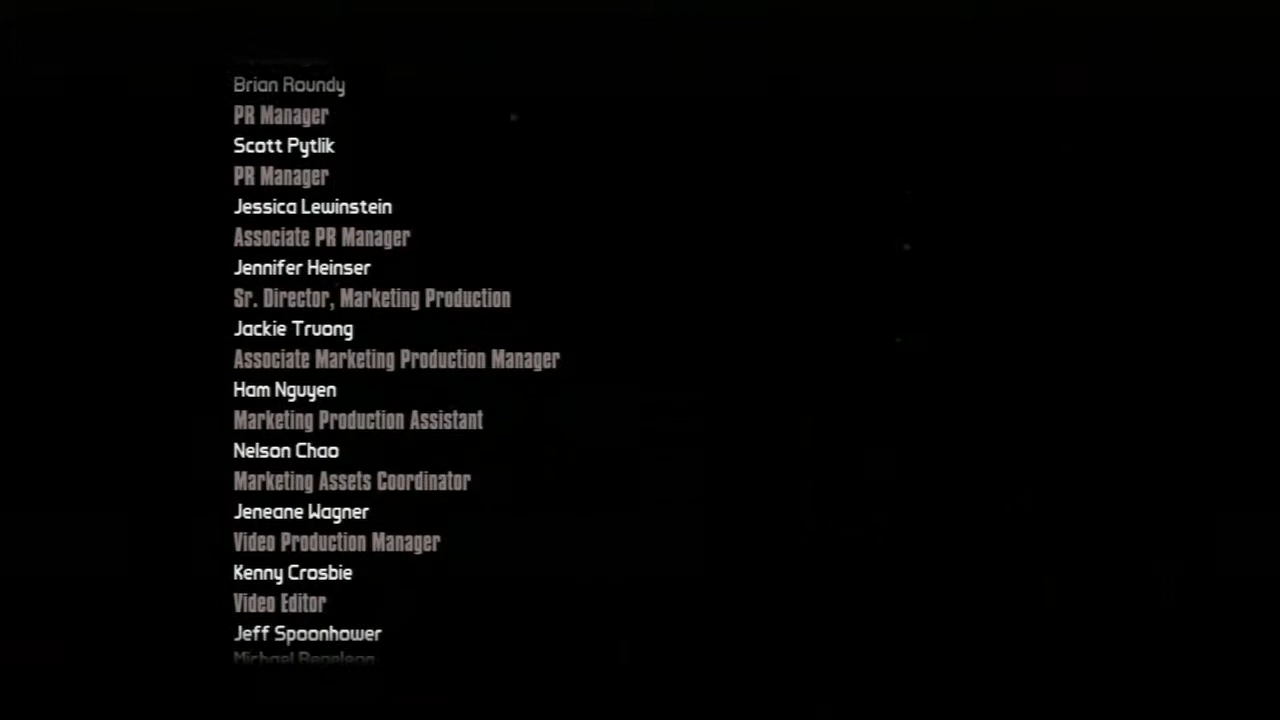 Brian Roundy
PR Manager
Scott Pytlik
PR Manager
Jessica Lewinstein
Associate PR Manager
Jennifer Heinser
Sr. Director, Marketing Production
Jackie Truong
Associate Marketing Production Manager
Ham Nguyen
Marketing Production Assistant
Nelson Chao
Marketing Assets Coordinator
Jeneane Wagner
Video Production Manager
Kenny Crosbie
Video Editor
Jeff Spoonhower
Michael